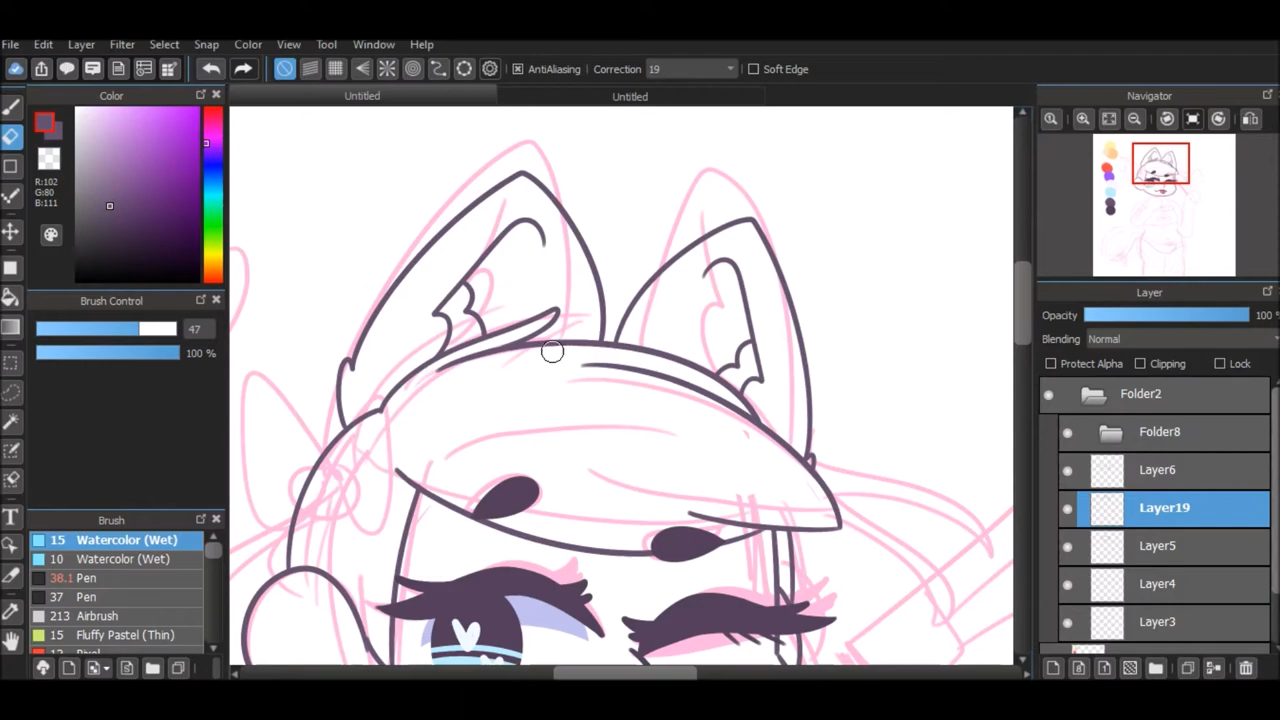 File Edit Layer Filter Select Snap Color View Tool Window Help
AntiAliasing Correction 19 Soft Edge
Color Untitled Untitled Navigator
R:102
G:80
B:111
Brush Control
47
100 %
Layer
Opacity 100 %
Blending Normal
Protect Alpha Clipping Lock
Folder2
Folder8
Layer6
Layer19
Layer5
Layer4
Layer3
Brush
15 Watercolor (Wet)
10 Watercolor (Wet)
38.1 Pen
37 Pen
213 Airbrush
15 Fluffy Pastel (Thin)
T